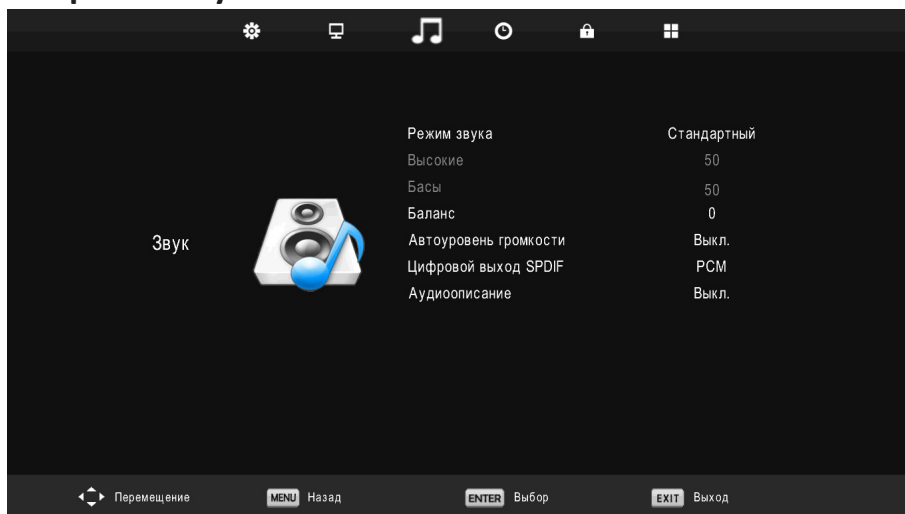 Режим звука Стандартный
Высокие 50
Басы 50
Баланс 0
Звук
Автоуровень громкости Выкл.
Цифровой выход SPDIF PCM
Аудиоописание Выкл.
Перемещение MENU Назад ENTER Выбор EXIT Выход